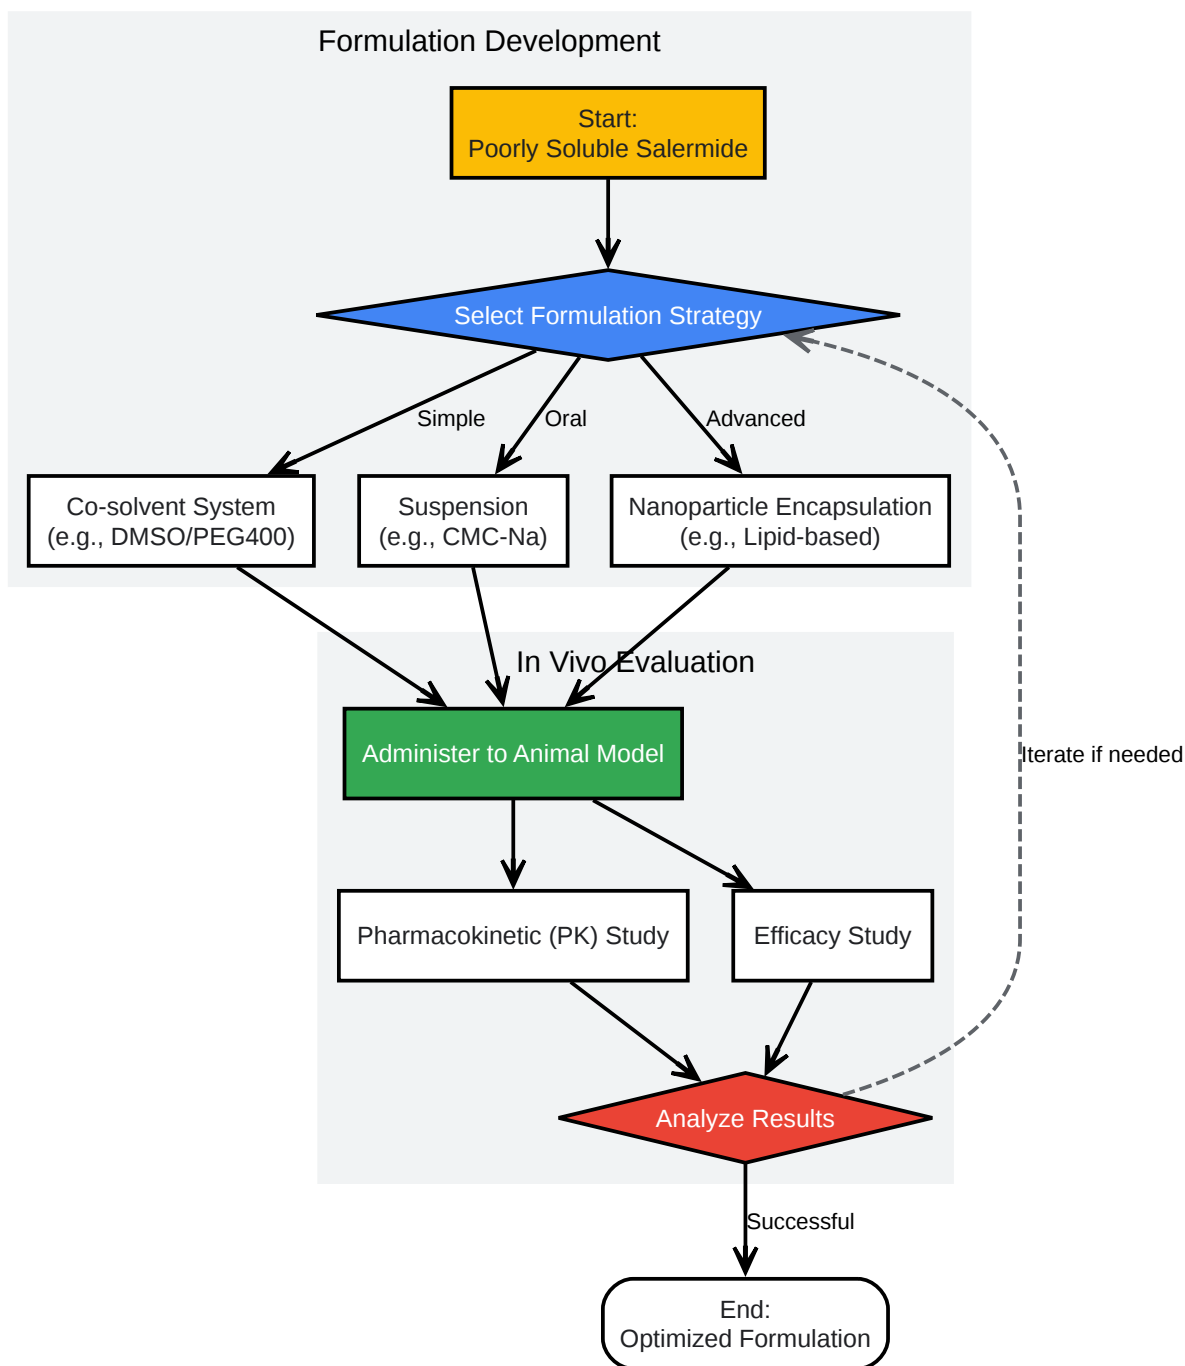 Formulation Development
Start:
Poorly Soluble Salermide
Select Formulation Strategy
Simple
Oral
Advanced
Co-solvent System
(e.g., DMSO/PEG400)
Suspension
(e.g., CMC-Na)
Nanoparticle Encapsulation
(e.g., Lipid-based)
In Vivo Evaluation
Administer to Animal Model
Iterate if needed
Pharmacokinetic (PK) Study
Efficacy Study
Analyze Results
Successful
End:
Optimized Formulation